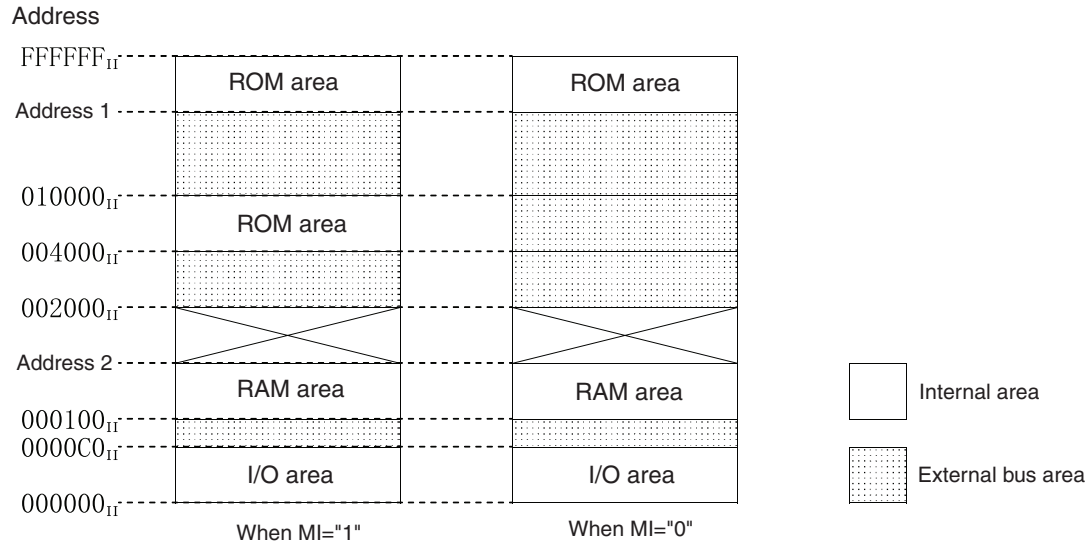 Address
FFFFFFH
ROM area
ROM area
Address 1
010000H
ROM area
004000H
002000H
Address 2
RAM area
RAM area
000100H
0000C0H
I/O area
I/O area
000000H
When MI="1"
When MI="0"
Internal area
External bus area